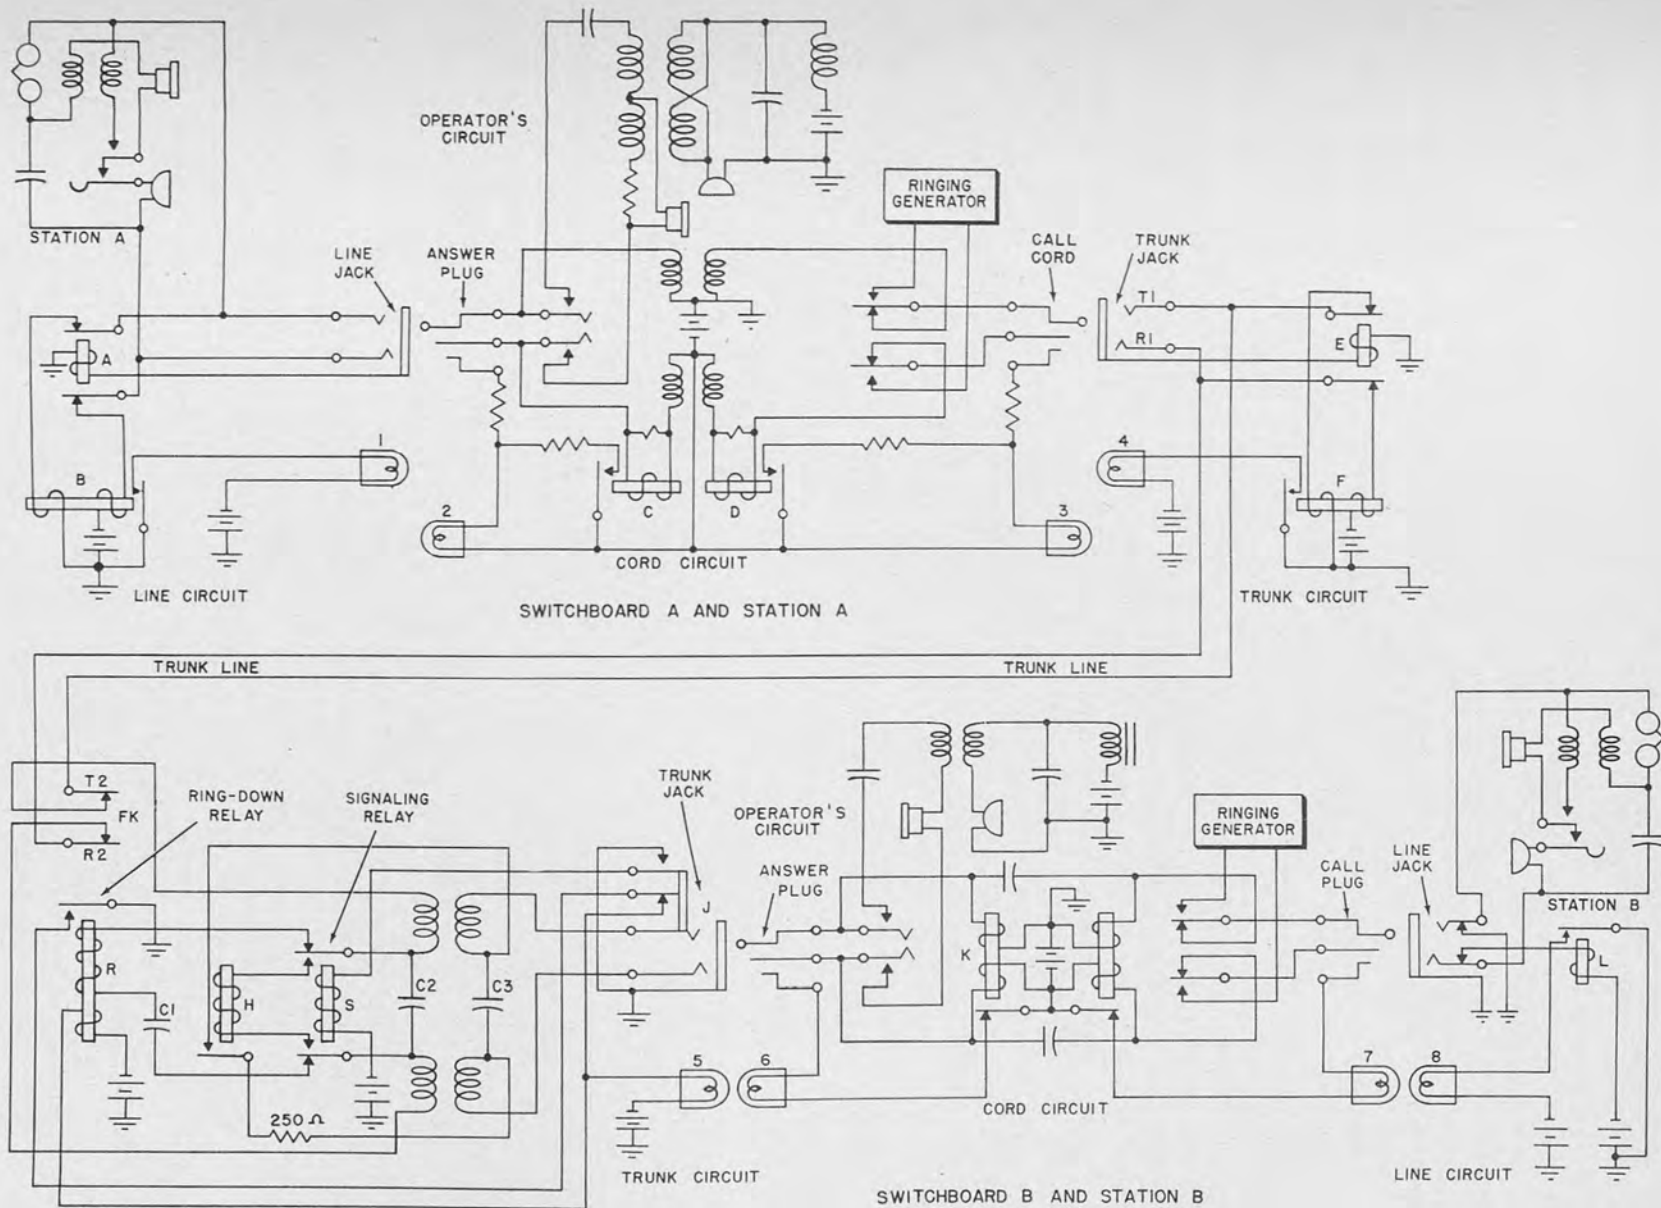 OPERATOR'S
CIRCUIT
STATION A
RINGING
GENERATOR
LINE
JACK
ANSWER
PLUG
CALL
CORD
TRUNK
JACK
T1
R1
A
E
1
4
B
C
D
F
2
3
LINE CIRCUIT
CORD CIRCUIT
TRUNK CIRCUIT
SWITCHBOARD A AND STATION A
TRUNK LINE
TRUNK LINE
T2
FK
R2
RING-DOWN
RELAY
SIGNALING
RELAY
TRUNK
JACK
OPERATOR'S
CIRCUIT
ANSWER
PLUG
RINGING
GENERATOR
CALL
PLUG
LINE
JACK
STATION B
J
R
C1
H
S
C2
C3
K
L
5
6
7
8
250 Ω
CORD CIRCUIT
TRUNK CIRCUIT
LINE CIRCUIT
SWITCHBOARD B AND STATION B